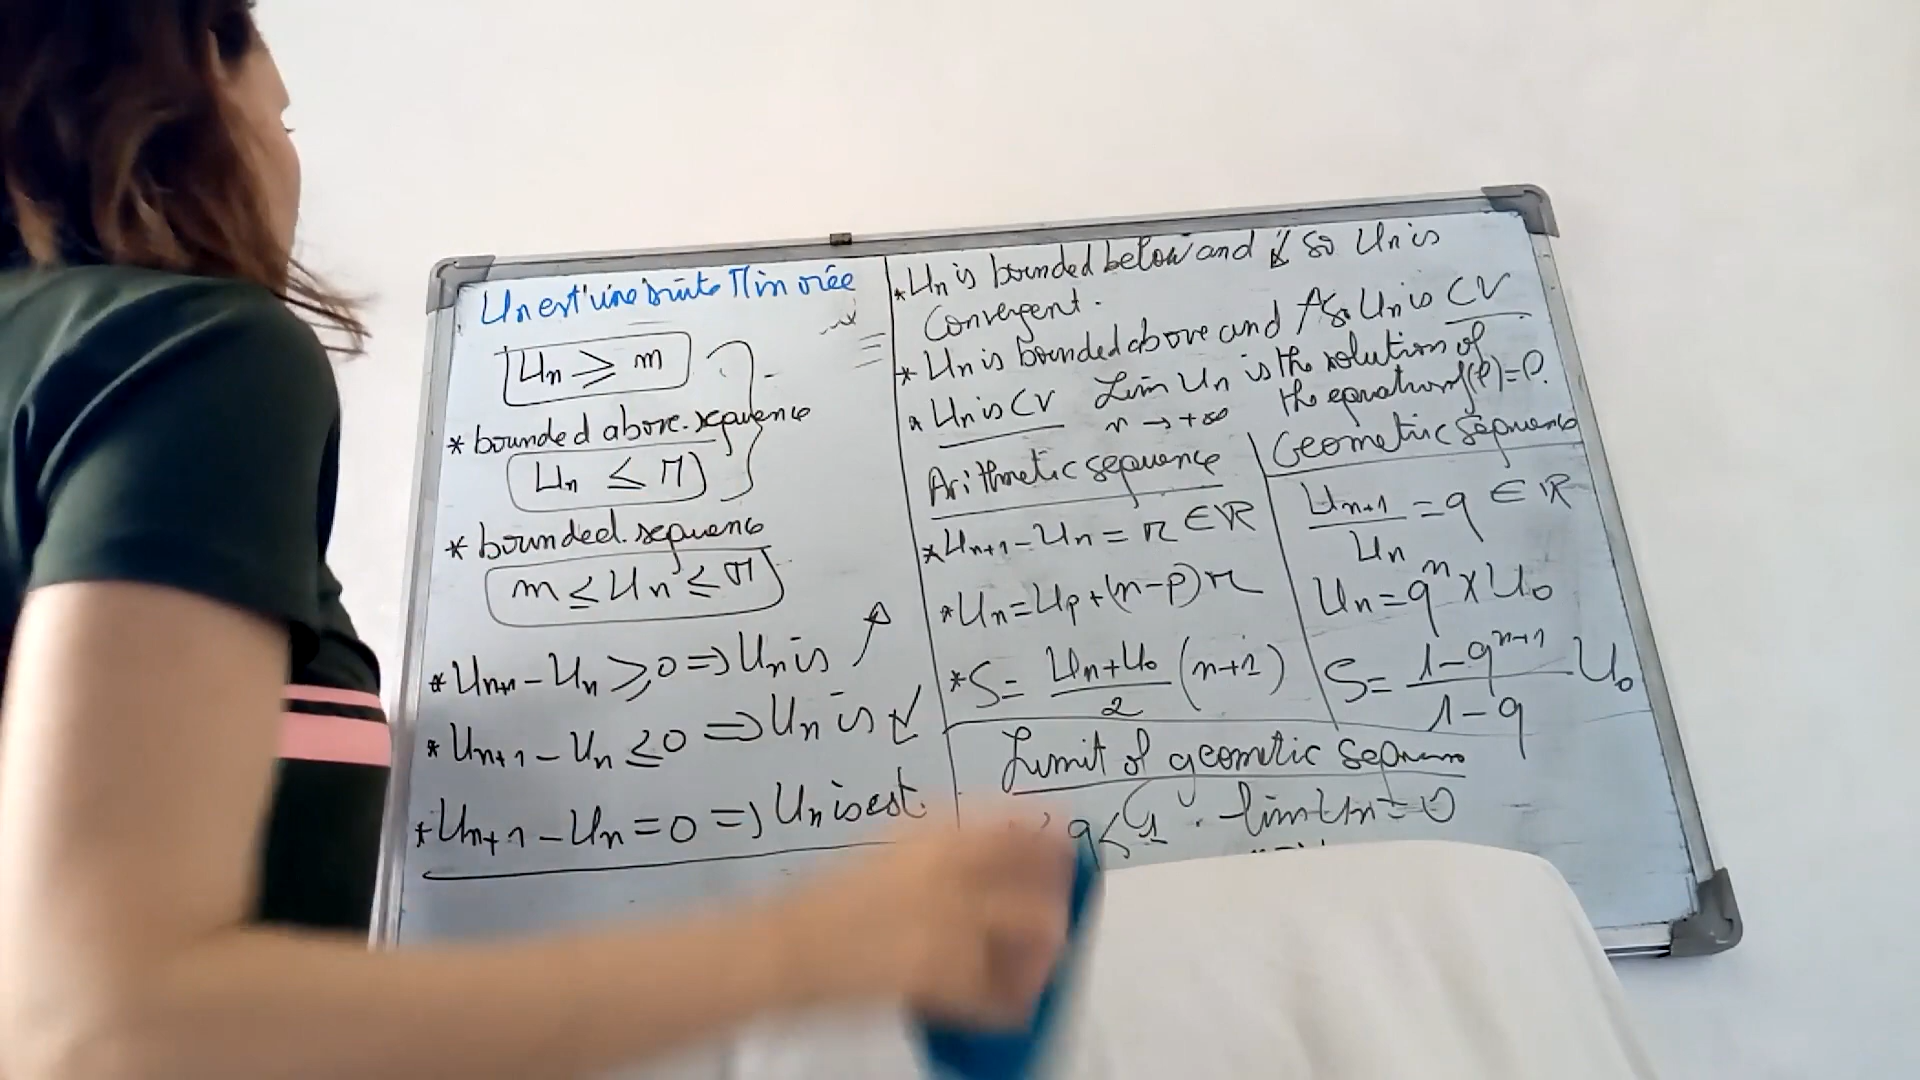 Un est une suite Minorée
Un ⩾ m
* bounded above. sequence
Un ≤ M
* bounded. sequence
m ≤ Un ≤ M
* Un+1 - Un ⩾ 0 => Un is ↗
* Un+1 - Un ≤ 0 => Un is ↙
* Un+1 - Un = 0 => Un is cst.
* Un is bounded below and ↙ so Un is
Convergent.
* Un is bounded above and ↗ So Un is CV
* Un is CV Lim Un is the solution of
n → +∞ the equation f(l)=l.
Arithmetic sequence
* Un+1 - Un = r ∈ ℝ
* Un = Up + (n-p)r
* S = (Un + U0)/2 (n+1)
Geometric sequence
Un+1/Un = q ∈ ℝ
Un = q^n x U0
S = (1-q^(n+1))/(1-q) U0
Limit of geometric sequence
lim Un = 0